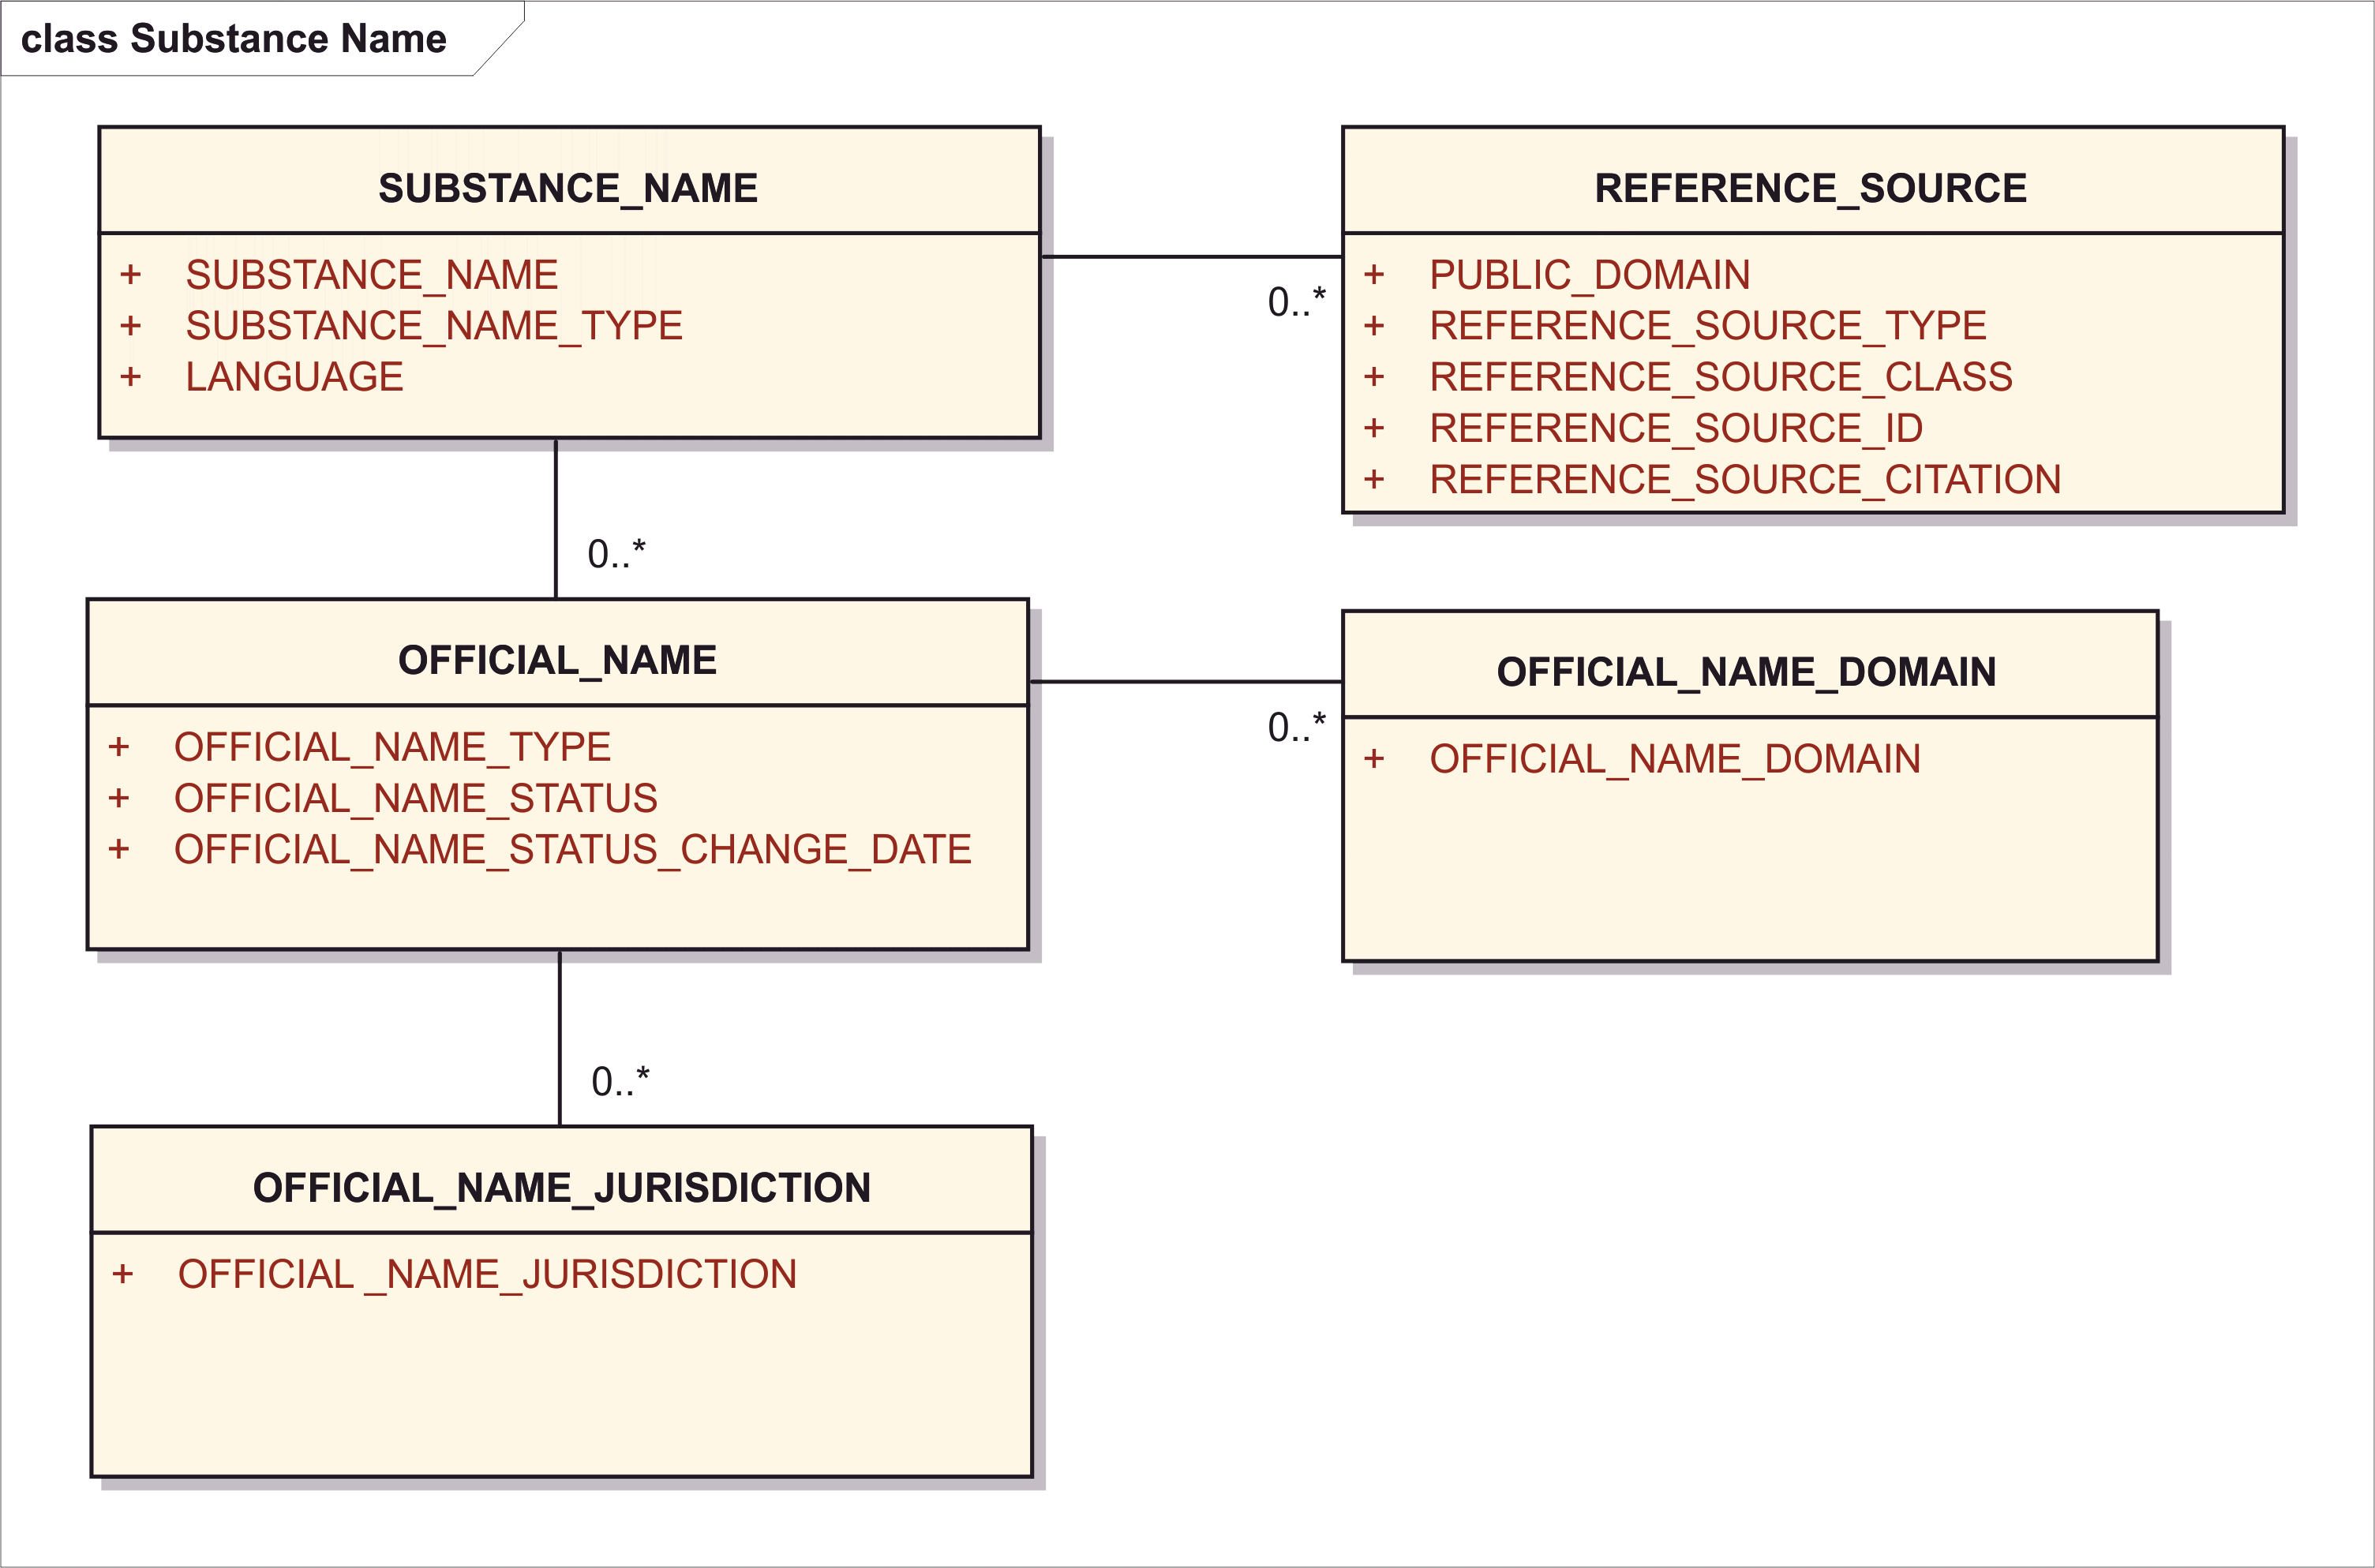 class Substance Name
SUBSTANCE_NAME
+ SUBSTANCE_NAME
+ SUBSTANCE_NAME_TYPE
+ LANGUAGE
REFERENCE_SOURCE
+ PUBLIC_DOMAIN
+ REFERENCE_SOURCE_TYPE
+ REFERENCE_SOURCE_CLASS
+ REFERENCE_SOURCE_ID
+ REFERENCE_SOURCE_CITATION
0..*
0..*
OFFICIAL_NAME
+ OFFICIAL_NAME_TYPE
+ OFFICIAL_NAME_STATUS
+ OFFICIAL_NAME_STATUS_CHANGE_DATE
0..*
OFFICIAL_NAME_DOMAIN
+ OFFICIAL_NAME_DOMAIN
0..*
OFFICIAL_NAME_JURISDICTION
+ OFFICIAL _NAME_JURISDICTION